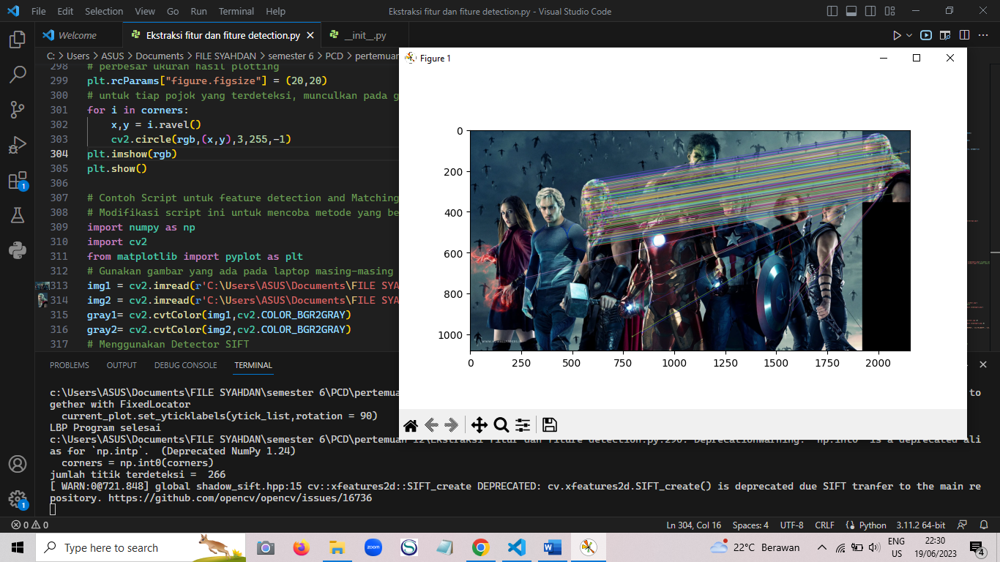 File Edit Selection View Go Run Terminal Help
Ekstraksi fitur dan fiture detection.py - Visual Studio Code
Welcome
Ekstraksi fitur dan fiture detection.py
__init__.py
C: > Users > ASUS > Documents > FILE SYAHDAN > semester 6 > PCD > pertemuan
298 # perbesar ukuran hasil plotting
299 plt.rcParams["figure.figsize"] = (20,20)
300 # untuk tiap pojok yang terdeteksi, munculkan pada g
301 for i in corners:
302     x,y = i.ravel()
303     cv2.circle(rgb,(x,y),3,255,-1)
304 plt.imshow(rgb)
305 plt.show()
306
307 # Contoh Script untuk feature detection and Matching
308 # Modifikasi script ini untuk mencoba metode yang be
309 import numpy as np
310 import cv2
311 from matplotlib import pyplot as plt
312 # Gunakan gambar yang ada pada laptop masing-masing
313 img1 = cv2.imread(r'C:\Users\ASUS\Documents\FILE SYA
314 img2 = cv2.imread(r'C:\Users\ASUS\Documents\FILE SYA
315 gray1= cv2.cvtColor(img1,cv2.COLOR_BGR2GRAY)
316 gray2= cv2.cvtColor(img2,cv2.COLOR_BGR2GRAY)
317 # Menggunakan Detector SIFT
Figure 1
0
200
400
600
800
1000
0 250 500 750 1000 1250 1500 1750 2000
PROBLEMS OUTPUT DEBUG CONSOLE TERMINAL
c:\Users\ASUS\Documents\FILE SYAHDAN\semester 6\PCD\pertemu to
gether with FixedLocator
  current_plot.set_yticklabels(ytick_list,rotation = 90)
LBP Program selesai
c:\Users\ASUS\Documents\FILE SYAHDAN\semester 6\PCD\pertemuan 12\Ekstraksi fitur dan fiture detection.py:290: DeprecationWarning: `np.int0` is a deprecated ali
as for `np.intp`.  (Deprecated NumPy 1.24)
  corners = np.int0(corners)
jumlah titik terdeteksi =  266
[ WARN:0@721.848] global shadow_sift.hpp:15 cv::xfeatures2d::SIFT_create DEPRECATED: cv.xfeatures2d.SIFT_create() is deprecated due SIFT tranfer to the main re
pository. https://github.com/opencv/opencv/issues/16736
1
1
0 0
Ln 304, Col 16 Spaces: 4 UTF-8 CRLF Python 3.11.2 64-bit
Type here to search
zoom
22°C Berawan
ENG
US
22:30
19/06/2023
4